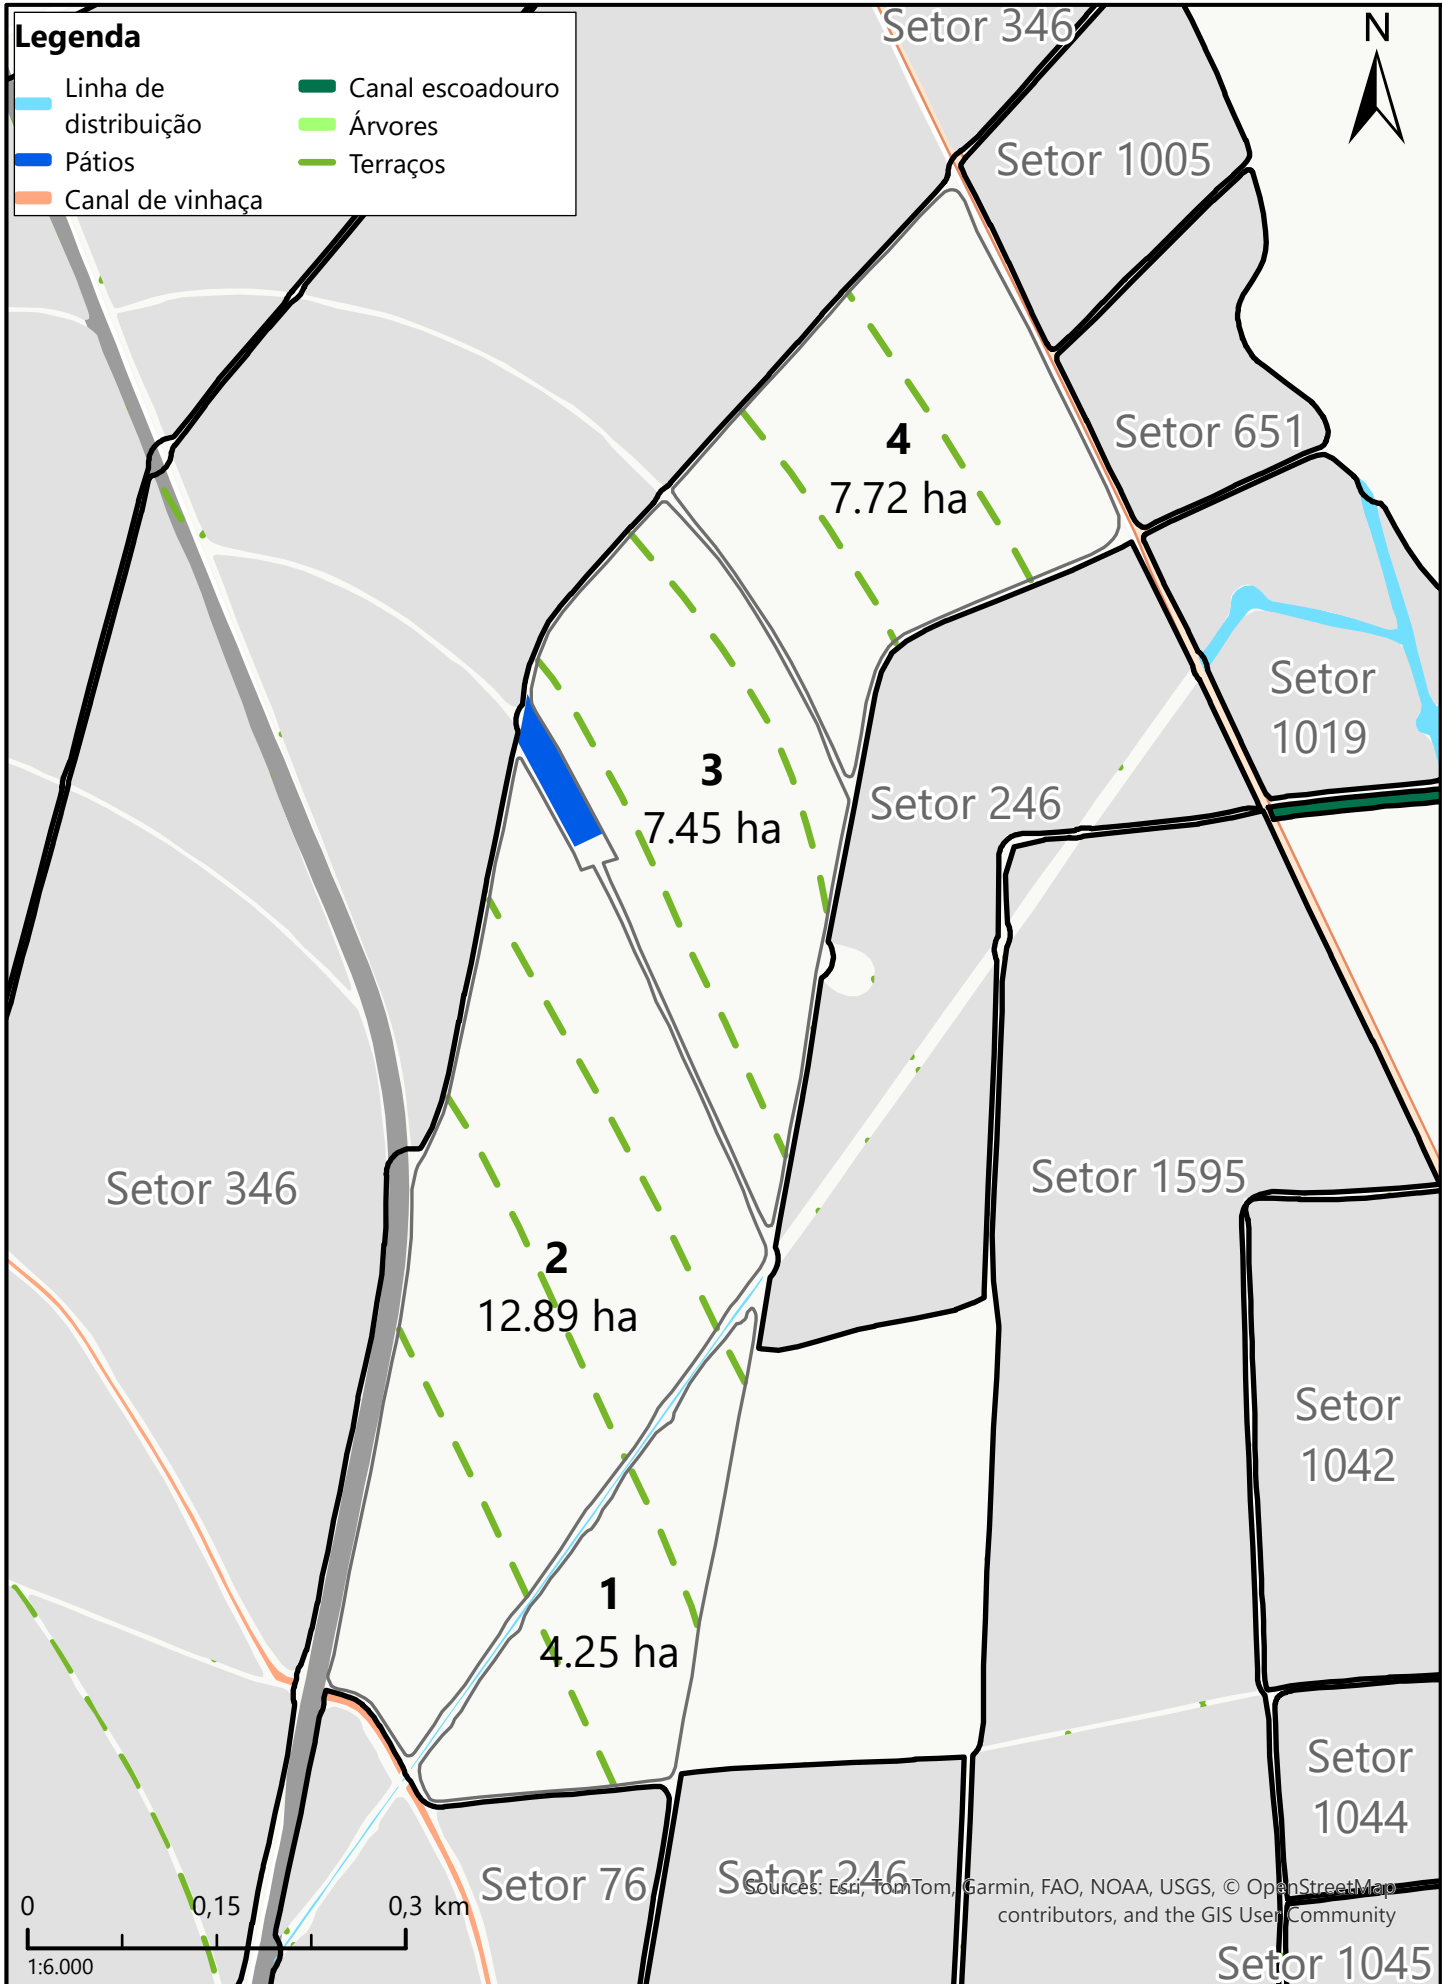 Legenda
Linha de
distribuição
Pátios
Canal de vinhaça
Canal escoadouro
Árvores
Terraços
N
Setor 346
Setor 1005
Setor 651
4
7.72 ha
Setor
1019
3
7.45 ha
Setor 246
Setor 346
Setor 1595
2
12.89 ha
Setor
1042
1
4.25 ha
Setor
1044
Setor 76
Setor 246
Sources: Esri, TomTom, Garmin, FAO, NOAA, USGS, © OpenStreetMap
contributors, and the GIS User Community
Setor 1045
0 0,15 0,3 km
1:6.000